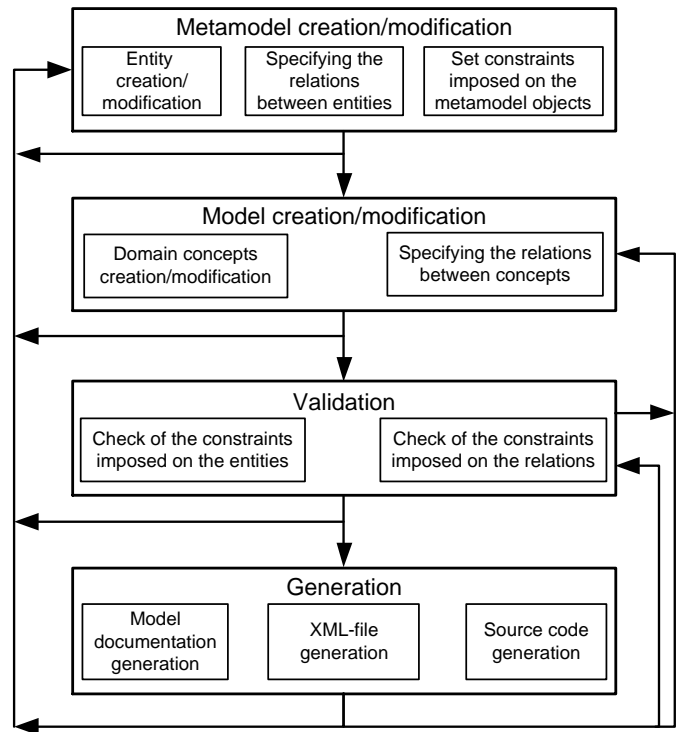 Metamodel creation/modification
Entity
creation/
modification
Specifying the
relations
between entities
Set constraints
imposed on the
metamodel objects
Model creation/modification
Domain concepts
creation/modification
Specifying the relations
between concepts
Validation
Check of the constraints
imposed on the entities
Check of the constraints
imposed on the relations
Generation
Model
documentation
generation
XML-file
generation
Source code
generation